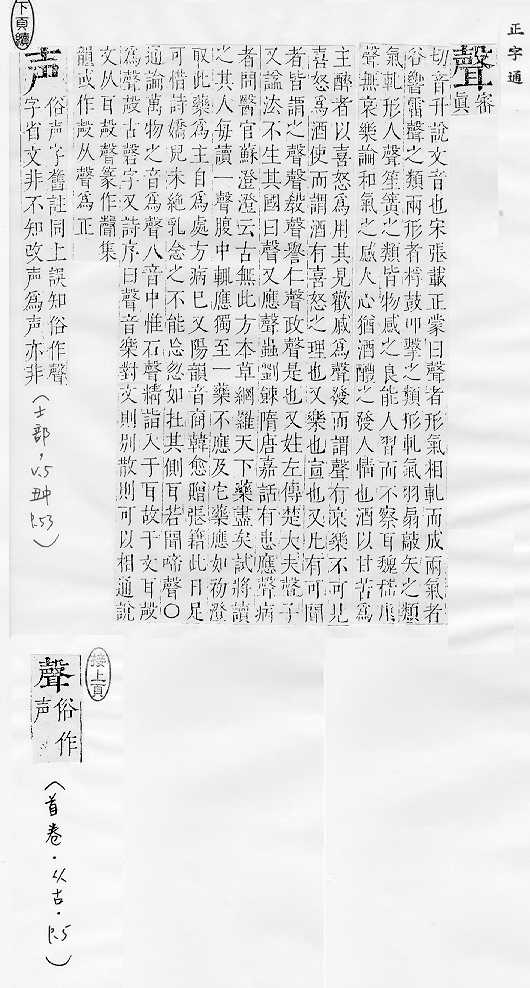 正字通
聲
審眞
切音升說文音也宋張載正蒙曰聲者形氣相軋而成兩氣者
谷響雷聲之類兩形者桴鼓叩擊之類形軋氣羽扇敲矢之類
氣軋形人聲笙簧之類皆物感之良能人習而不察耳魏嵇康
聲無哀樂論和氣之感人心猶酒醴之發人情也酒以甘苦爲
主醉者以喜怒爲用其見歡戚爲聲發而謂聲有哀樂不可見
喜怒爲酒使而謂酒有喜怒之理也又樂也宣也又凡有可聞
者皆謂之聲聲敎聲譽仁聲政聲是也又姓左傳楚大夫聲子
又諡法不生其國曰聲又應聲蟲劉餗隋唐嘉話有患應聲病
者問醫官蘇澄澄云古無此方本草網羅天下藥盡矣試將讀
之其人每讀一聲腹中輒應獨至一藥不應及它藥應如初澄
取此藥爲主自爲處方病已又陽韻音商韓愈贈張籍此日足
可惜詩嬌兒未絶乳念之不能忘忽如在其側耳若聞啼聲○
通論萬物之音爲聲八音中惟石聲精詣入于耳故于文耳殸
爲聲殸古磬字又詩序曰聲音樂對文則別散則可以相通說
文从耳殸聲篆作聲集
韻或作殸从聲爲正
声
俗声字舊註同上誤知俗作聲
字省文非不知改声爲声亦非
(士部,V.5
丑中
P.53)
下頁續
接上頁
聲
俗作
声
(首卷.从古.P.5)